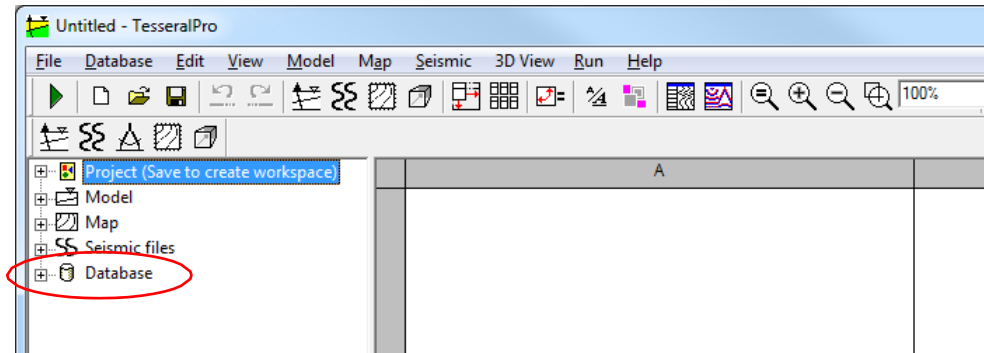 Untitled - TesseralPro
File Database Edit View Model Map Seismic 3D View Run Help
100%
Project (Save to create workspace)
A
Model
Map
Seismic files
Database